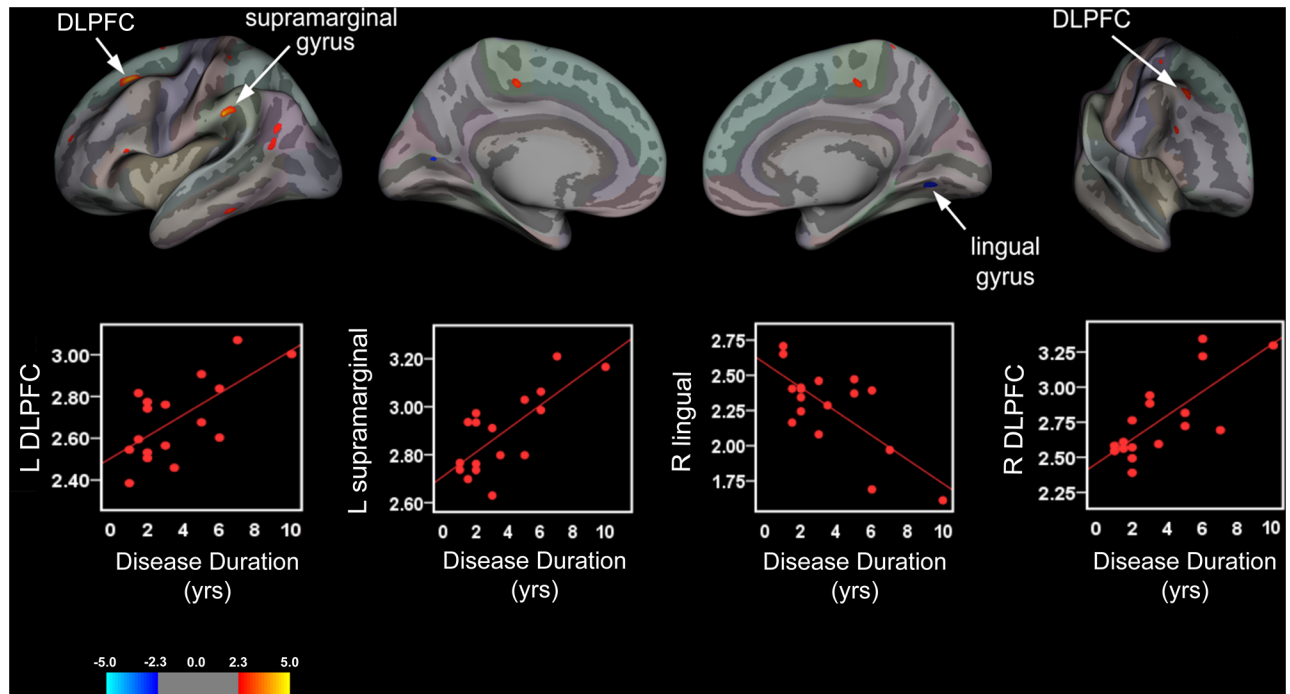 DLPFC
supramarginal
gyrus
DLPFC
lingual
gyrus
L DLPFC
3.00
2.80
2.60
2.40
0 2 4 6 8 10
Disease Duration
(yrs)
L supramarginal
3.20
3.00
2.80
2.60
0 2 4 6 8 10
Disease Duration
(yrs)
R lingual
2.75
2.50
2.25
2.00
1.75
0 2 4 6 8 10
Disease Duration
(yrs)
R DLPFC
3.25
3.00
2.75
2.50
2.25
0 2 4 6 8 10
Disease Duration
(yrs)
-5.0 -2.3 0.0 2.3 5.0